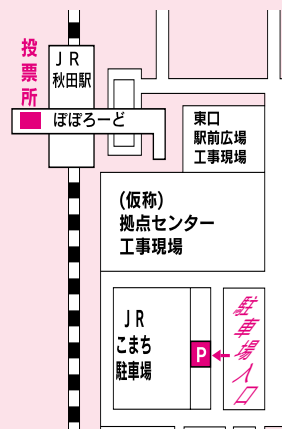 投票所
JR
秋田駅
ぽぽろーど
東口
駅前広場
工事現場
(仮称)
拠点センター
工事現場
JR
こまち
駐車場
P
駐車場入口